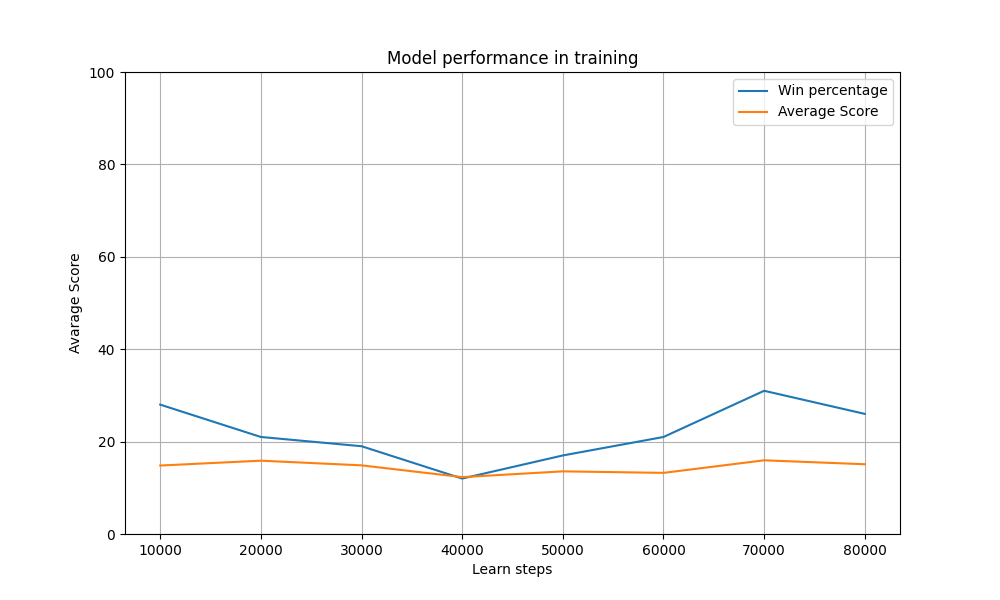 Model performance in training
Win percentage
Average Score
Avarage Score
100
80
60
40
20
0
10000 20000 30000 40000 50000 60000 70000 80000
Learn steps